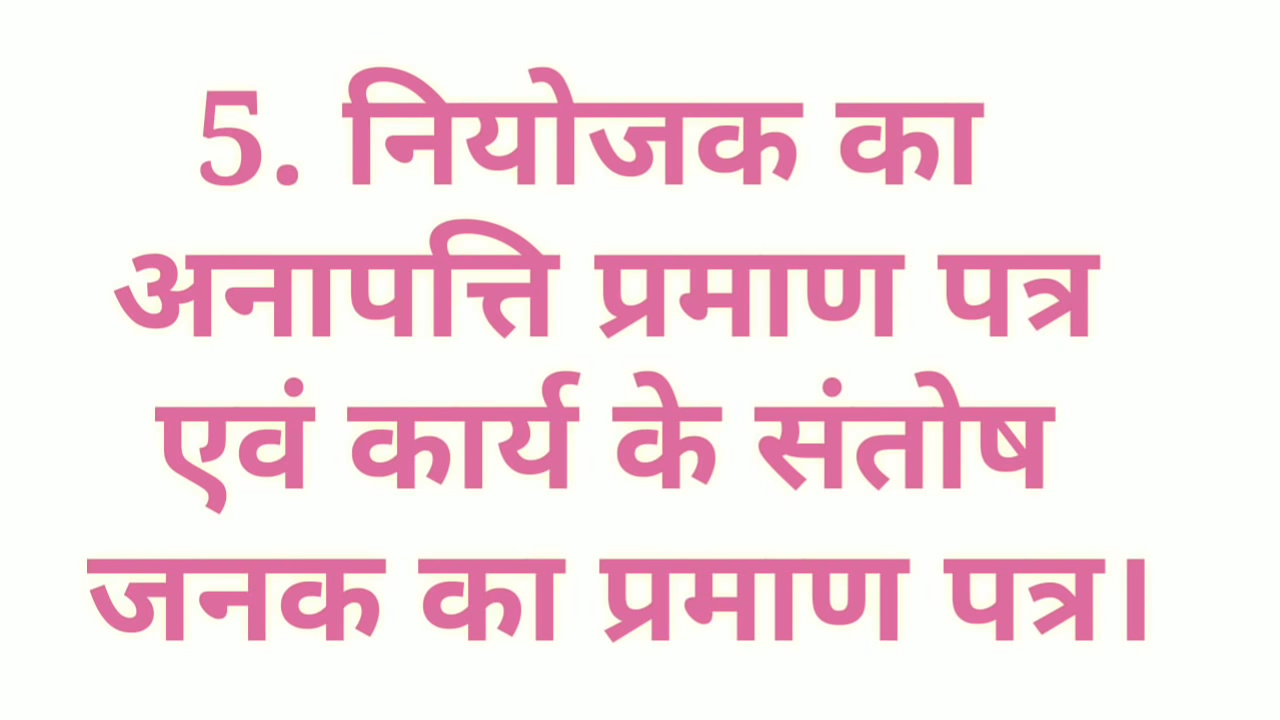 5. नियोजक का
अनापत्ति प्रमाण पत्र
एवं कार्य के संतोष
जनक का प्रमाण पत्र।